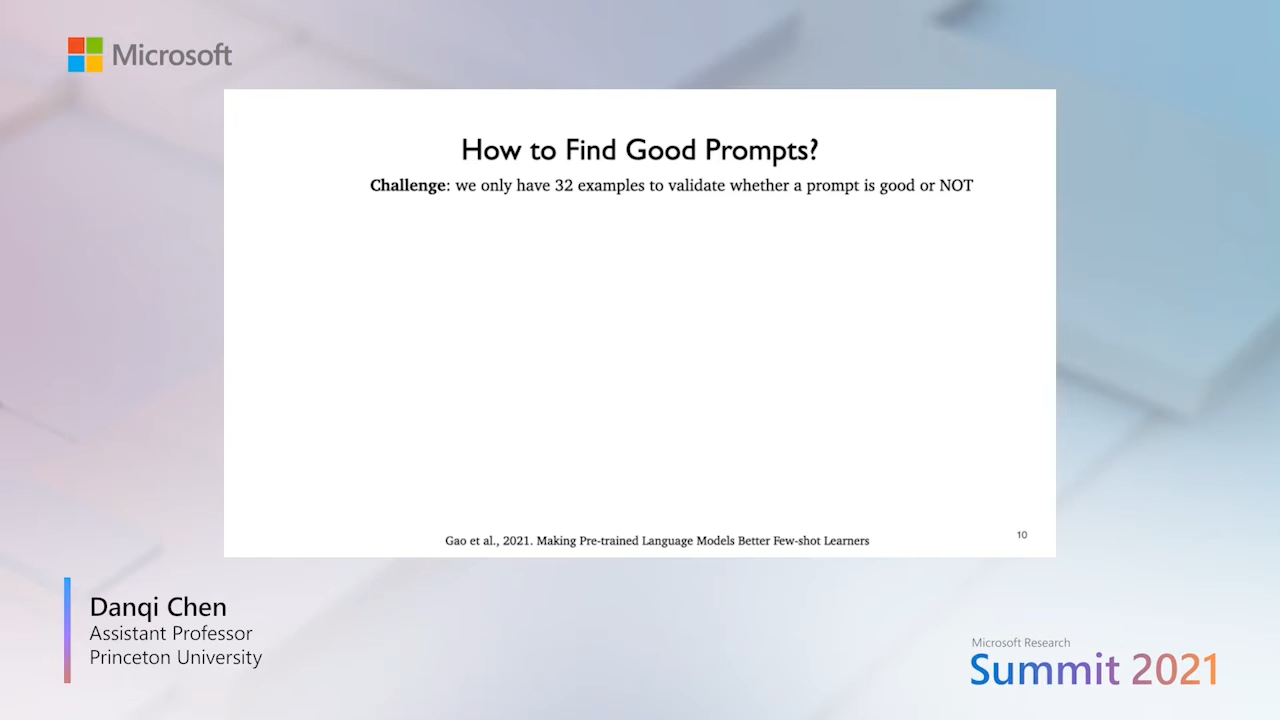 Microsoft
How to Find Good Prompts?
Challenge: we only have 32 examples to validate whether a prompt is good or NOT
Gao et al., 2021. Making Pre-trained Language Models Better Few-shot Learners
10
Danqi Chen
Assistant Professor
Princeton University
Microsoft Research
Summit 2021